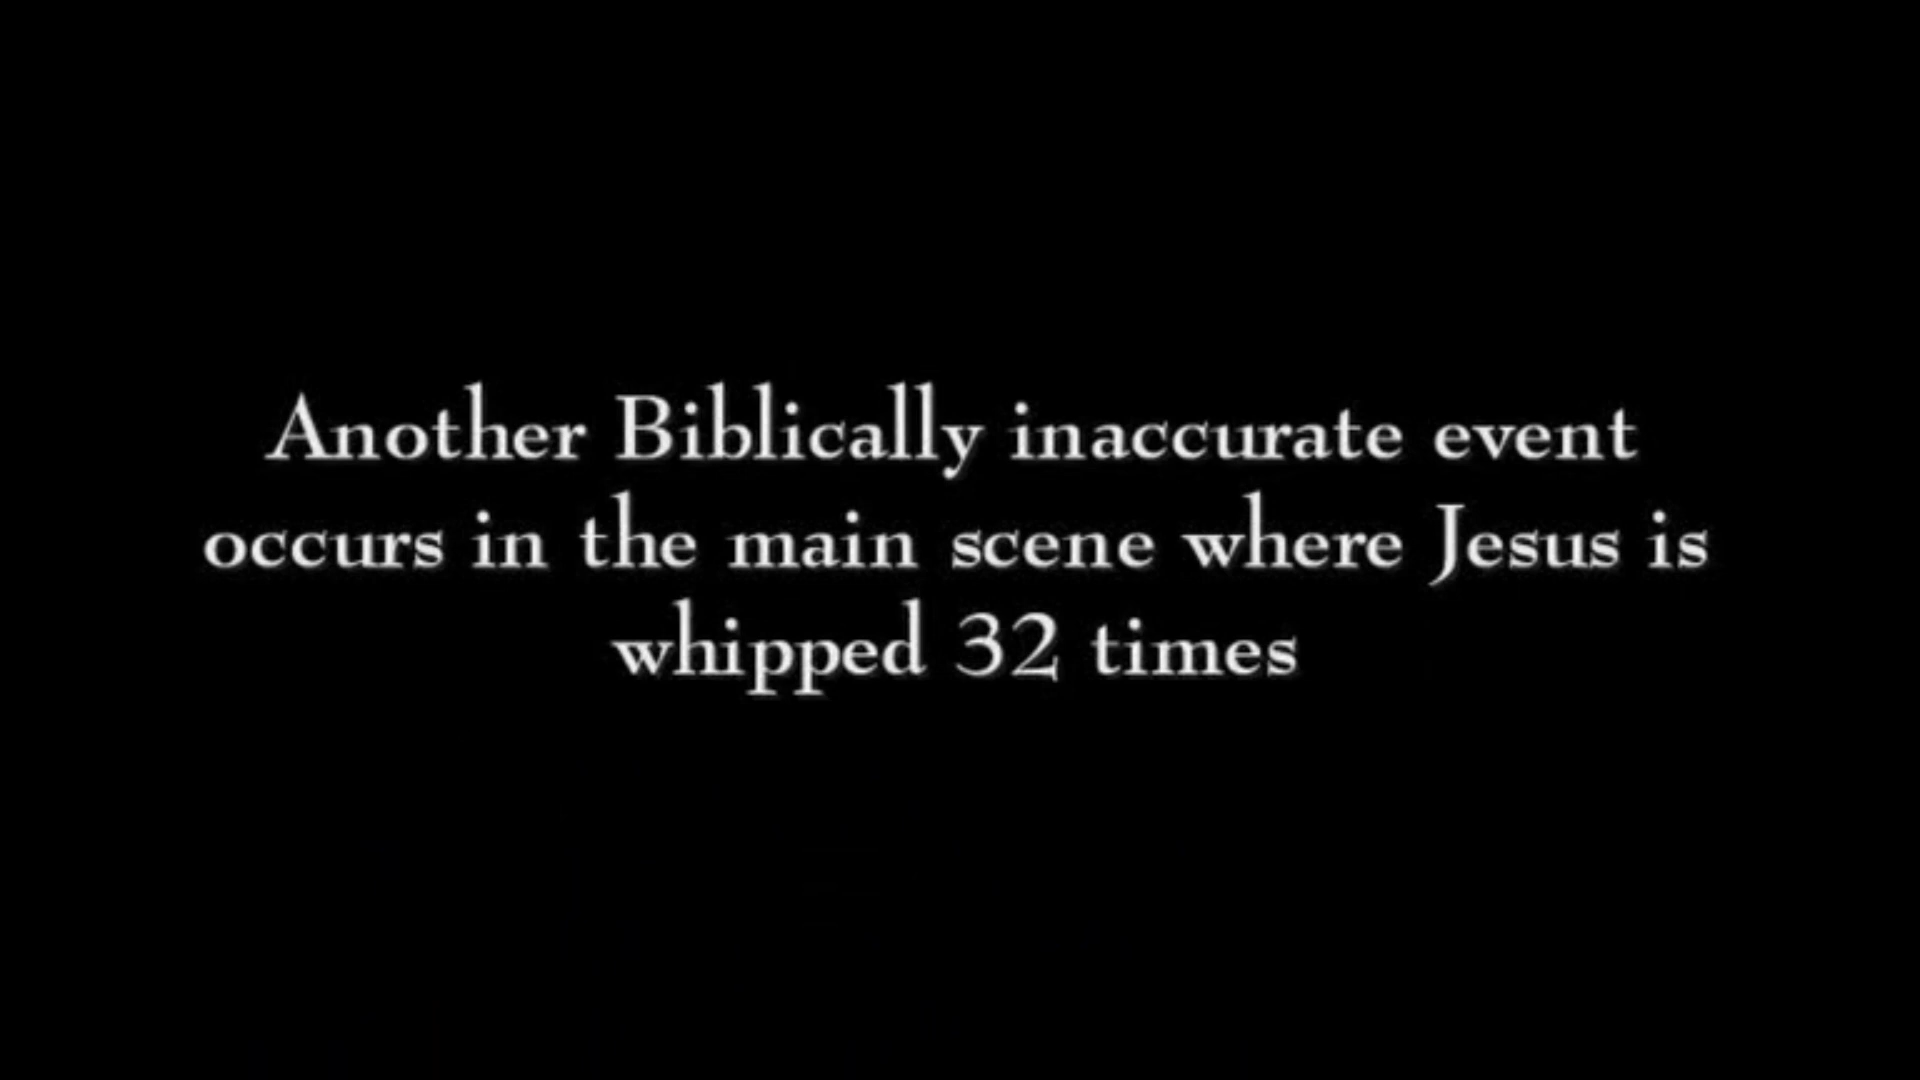 Another Biblically inaccurate event
occurs in the main scene where Jesus is
whipped 32 times